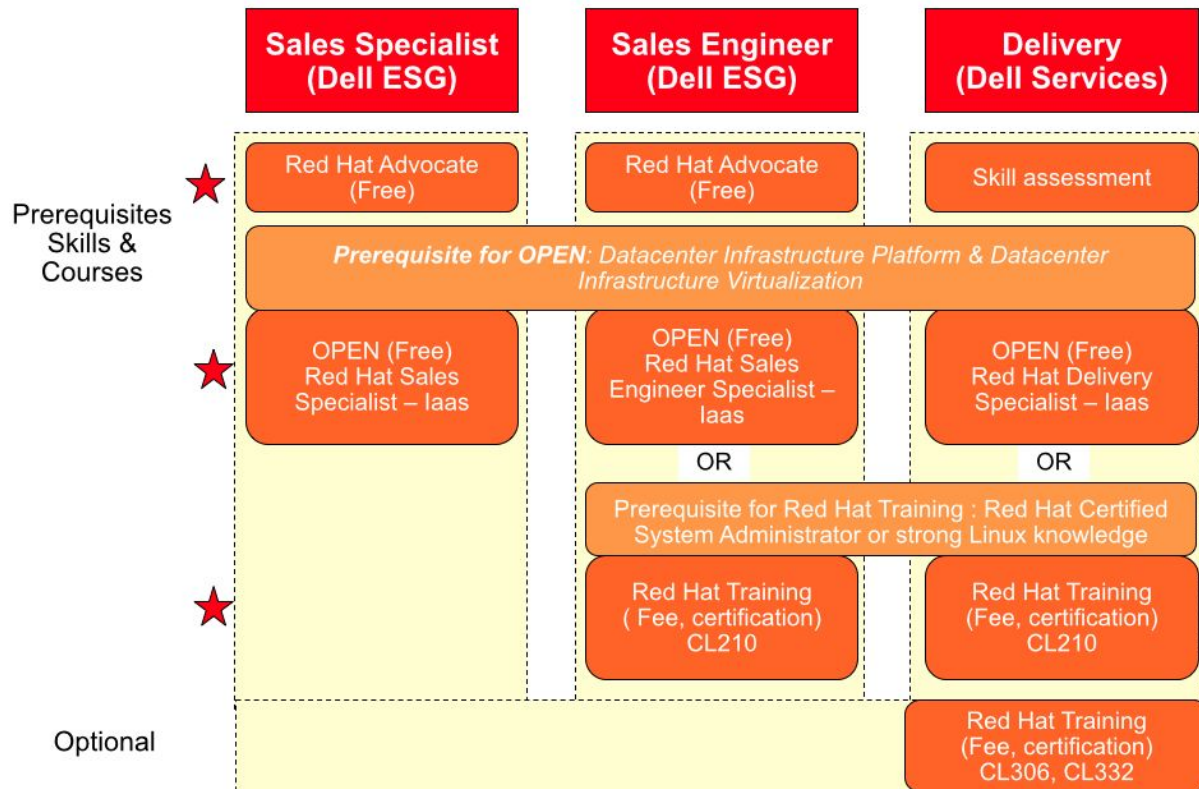 Sales Specialist
(Dell ESG)
Sales Engineer
(Dell ESG)
Delivery
(Dell Services)
Prerequisites
Skills &
Courses
Red Hat Advocate
(Free)
Red Hat Advocate
(Free)
Skill assessment
Prerequisite for OPEN: Datacenter Infrastructure Platform & Datacenter
Infrastructure Virtualization
OPEN (Free)
Red Hat Sales
Specialist – Iaas
OPEN (Free)
Red Hat Sales
Engineer Specialist –
Iaas
OPEN (Free)
Red Hat Delivery
Specialist – Iaas
OR
OR
Prerequisite for Red Hat Training : Red Hat Certified
System Administrator or strong Linux knowledge
Red Hat Training
( Fee, certification)
CL210
Red Hat Training
(Fee, certification)
CL210
Optional
Red Hat Training
(Fee, certification)
CL306, CL332